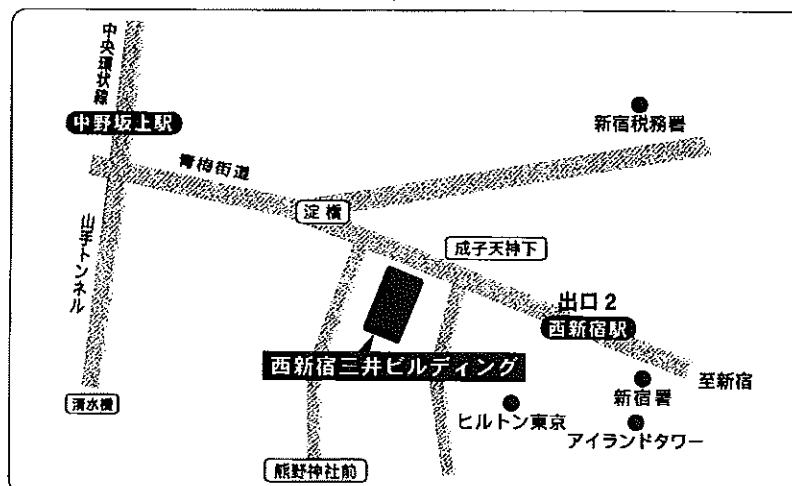 中央環状線
中野坂上駅
新宿税務署
青梅街道
淀橋
成子天神下
山手トンネル
出口2
西新宿駅
西新宿三井ビルディング
至新宿
新宿署
清水橋
ヒルトン東京
アイランドタワー
熊野神社前